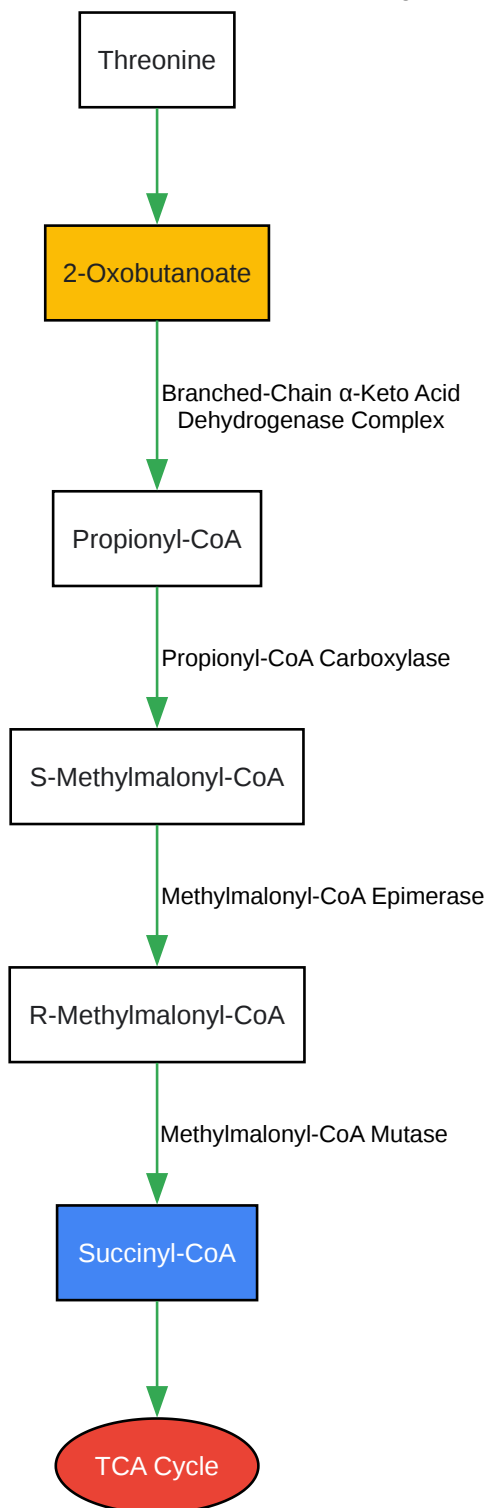 Threonine
2-Oxobutanoate
Branched-Chain α-Keto Acid
Dehydrogenase Complex
Propionyl-CoA
Propionyl-CoA Carboxylase
S-Methylmalonyl-CoA
Methylmalonyl-CoA Epimerase
R-Methylmalonyl-CoA
Methylmalonyl-CoA Mutase
Succinyl-CoA
TCA Cycle